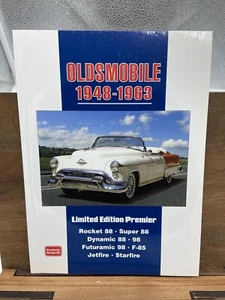 OLDSMOBILE
1948-1963
Limited Edition Premier
Rocket 88 · Super 88
Dynamic 88 · 98
Futuramic 98 · F-85
Jetfire · Starfire